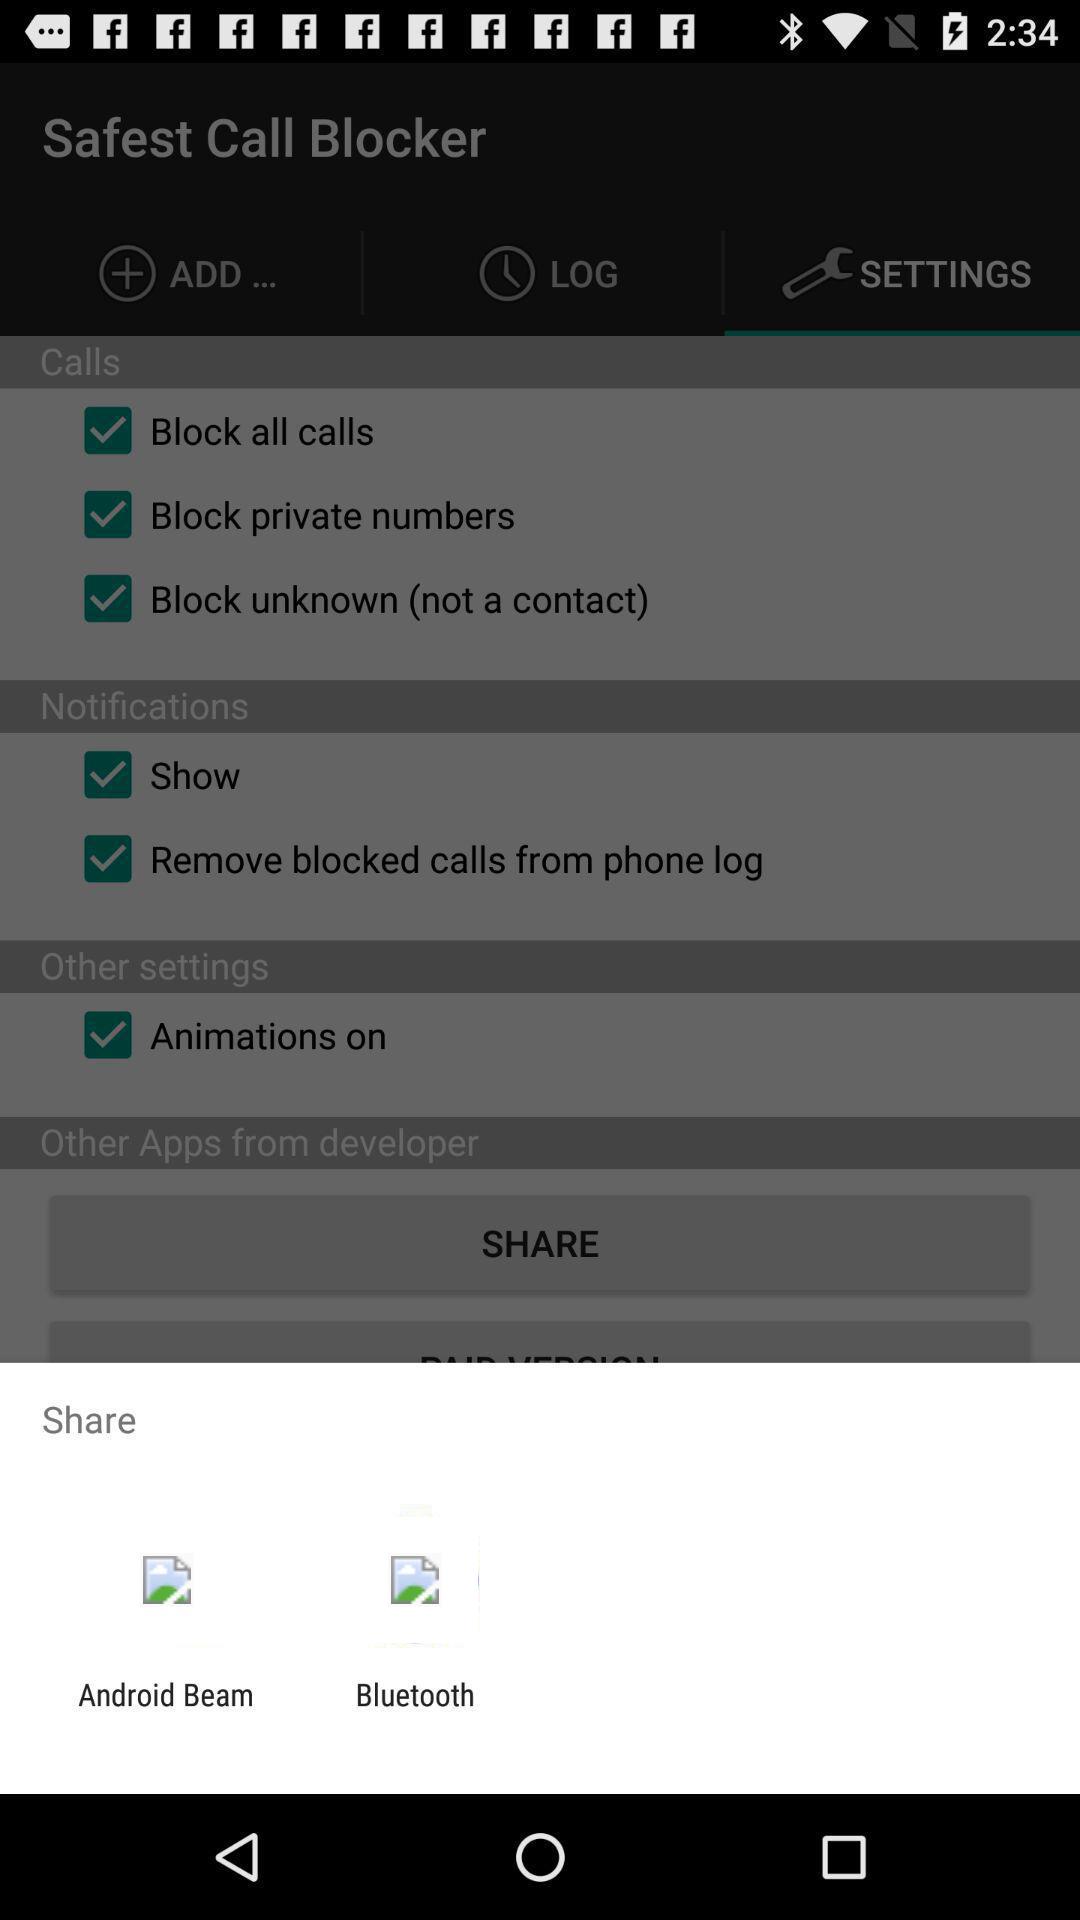 2:34
Safest Call Blocker
ADD ...
LOG
SETTINGS
Calls
Block all calls
Block private numbers
Block unknown (not a contact)
Notifications
Show
Remove blocked calls from phone log
Other settings
Animations on
Other Apps from developer
SHARE
PAID VERSION
Share
Android Beam
Bluetooth